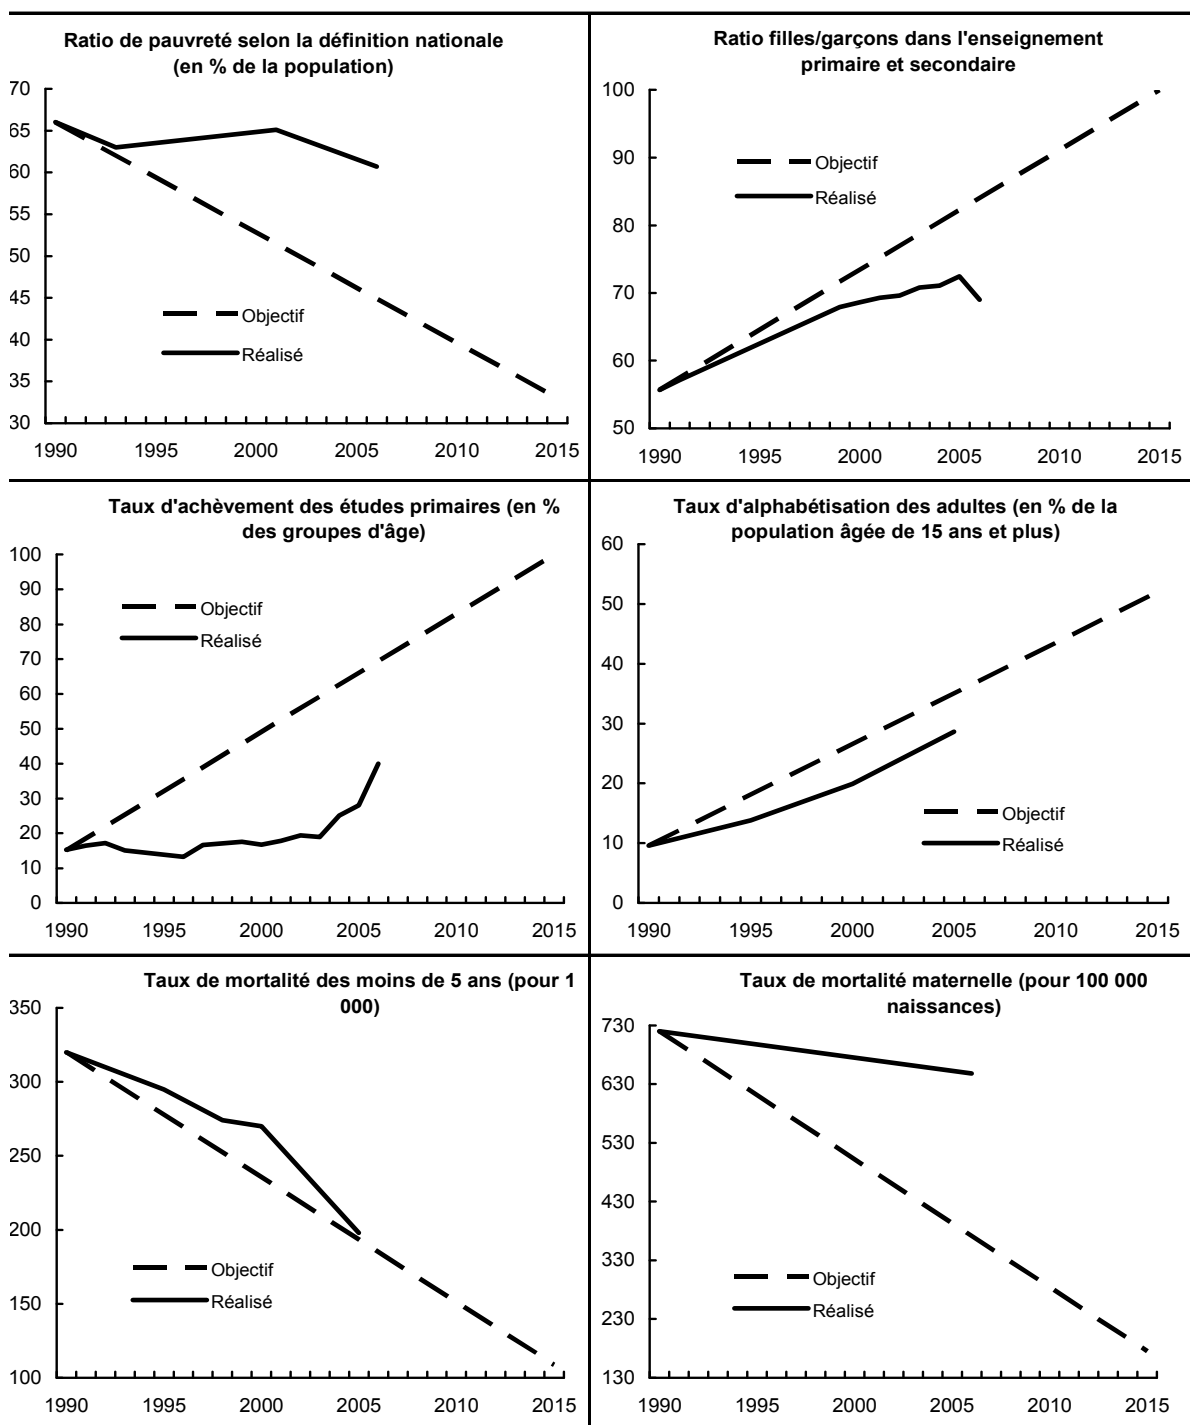 Ratio de pauvreté selon la définition nationale
(en % de la population)
70
65
60
55
50
45
40
35
30
Objectif
Réalisé
1990 1995 2000 2005 2010 2015
Ratio filles/garçons dans l'enseignement
primaire et secondaire
100
90
80
70
60
50
Objectif
Réalisé
1990 1995 2000 2005 2010 2015
Taux d'achèvement des études primaires (en %
des groupes d'âge)
100
90
80
70
60
50
40
30
20
10
0
Objectif
Réalisé
1990 1995 2000 2005 2010 2015
Taux d'alphabétisation des adultes (en % de la
population âgée de 15 ans et plus)
60
50
40
30
20
10
0
Objectif
Réalisé
1990 1995 2000 2005 2010 2015
Taux de mortalité des moins de 5 ans (pour 1
000)
350
300
250
200
150
100
Objectif
Réalisé
1990 1995 2000 2005 2010 2015
Taux de mortalité maternelle (pour 100 000
naissances)
730
630
530
430
330
230
130
Objectif
Réalisé
1990 1995 2000 2005 2010 2015